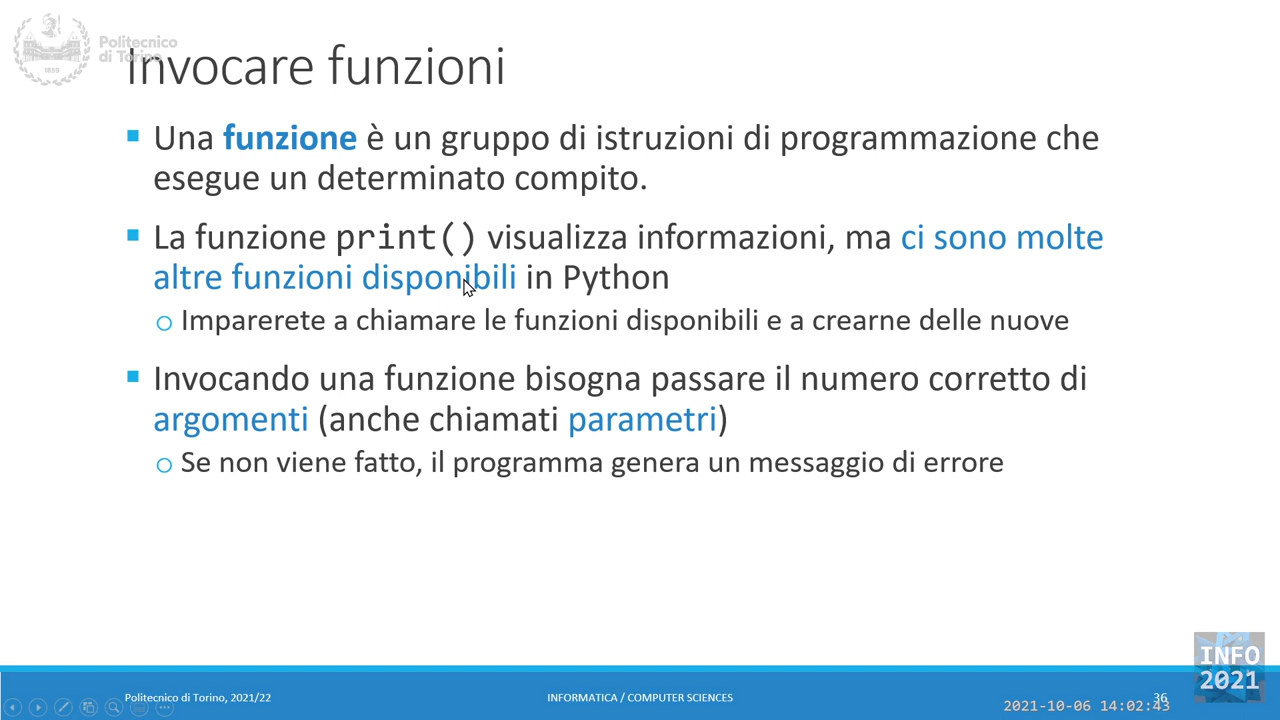 Politecnico
di Torino
1859
Invocare funzioni
Una funzione è un gruppo di istruzioni di programmazione che
esegue un determinato compito.
La funzione print() visualizza informazioni, ma ci sono molte
altre funzioni disponibili in Python
Imparerete a chiamare le funzioni disponibili e a crearne delle nuove
Invocando una funzione bisogna passare il numero corretto di
argomenti (anche chiamati parametri)
Se non viene fatto, il programma genera un messaggio di errore
INFO
2021
Politecnico di Torino, 2021/22
INFORMATICA / COMPUTER SCIENCES
36
2021-10-06 14:02:43